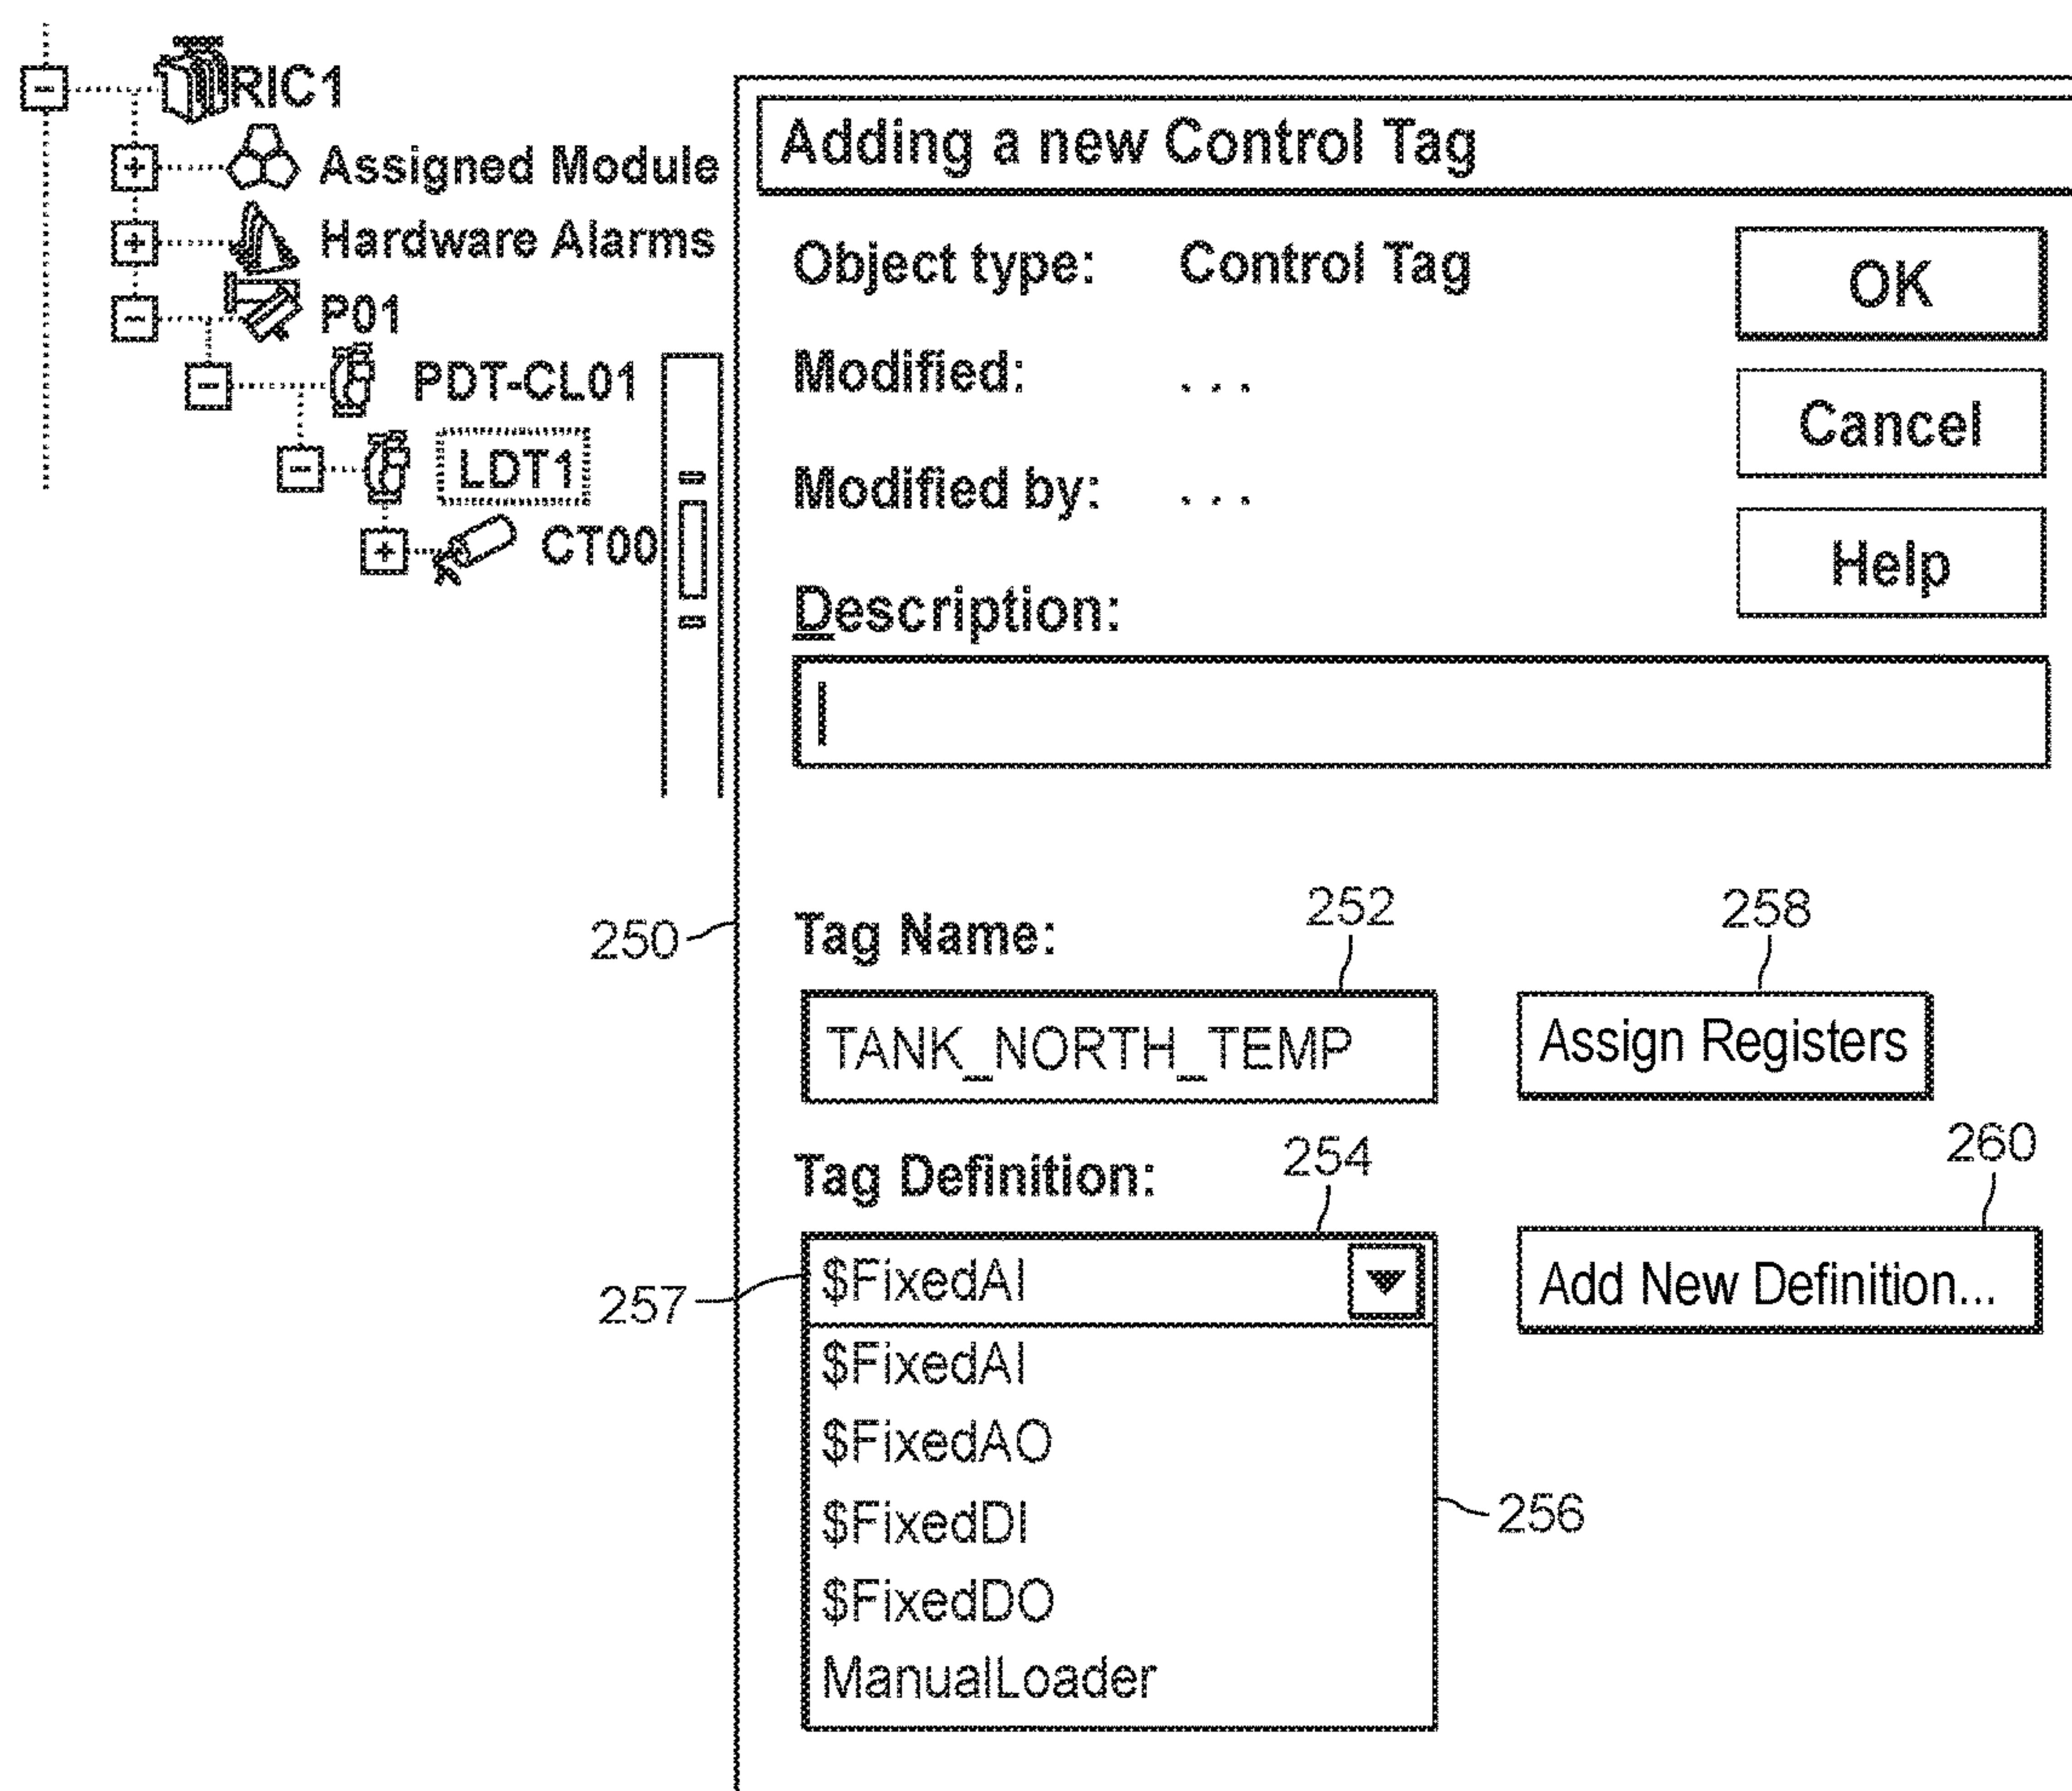 RIC1
Assigned Module
Hardware Alarms
P01
PDT-CL01
LDT1
CT00
Adding a new Control Tag
Object type: Control Tag
OK
Modified: ...
Cancel
Modified by: ...
Help
Description:
250
Tag Name:
252
258
TANK_NORTH_TEMP
Assign Registers
Tag Definition:
254
260
257
$FixedAI
Add New Definition...
$FixedAI
$FixedAO
$FixedDI
256
$FixedDO
ManualLoader